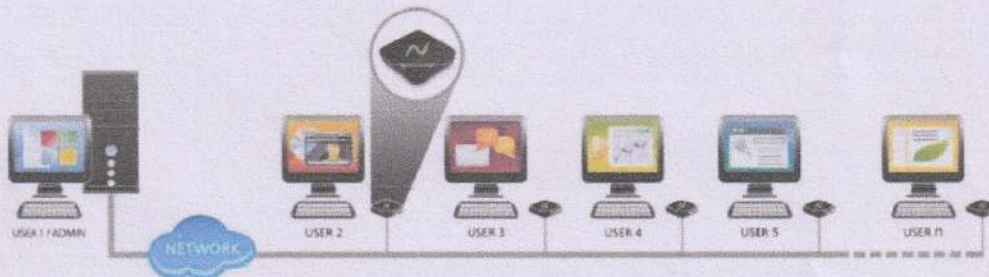 USER 1 / ADMIN
NETWORK
USER 2
USER 3
USER 4
USER 5
USER n